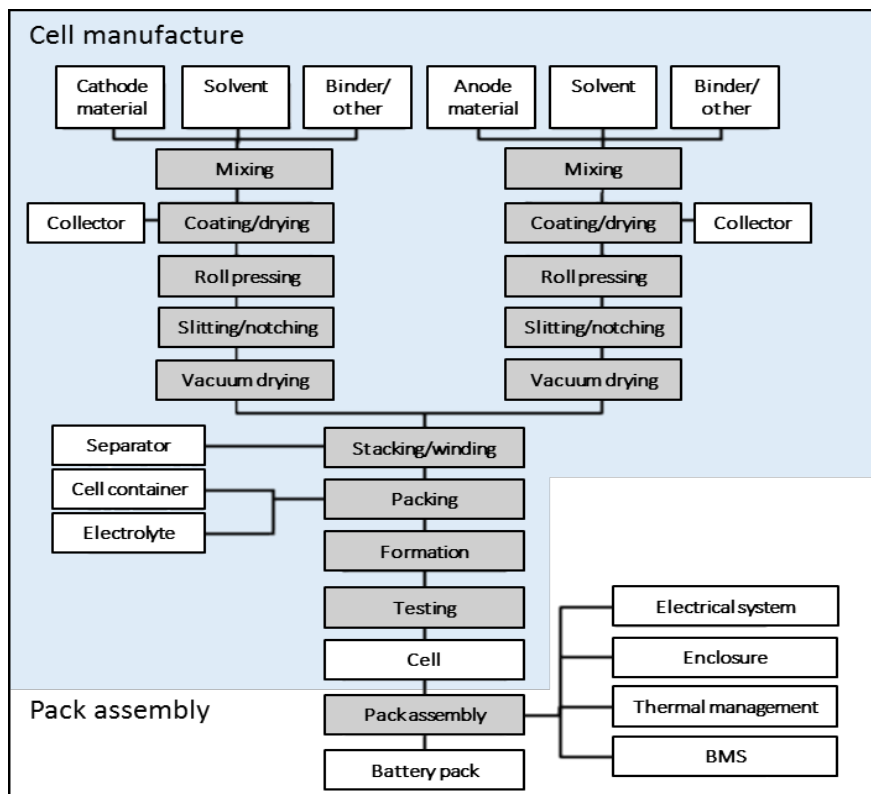 Cell manufacture
Cathode
material
Solvent
Binder/
other
Anode
material
Solvent
Binder/
other
Mixing
Mixing
Collector
Coating/drying
Coating/drying
Collector
Roll pressing
Roll pressing
Slitting/notching
Slitting/notching
Vacuum drying
Vacuum drying
Separator
Stacking/winding
Cell container
Packing
Electrolyte
Formation
Testing
Electrical system
Cell
Enclosure
Pack assembly
Pack assembly
Thermal management
Battery pack
BMS